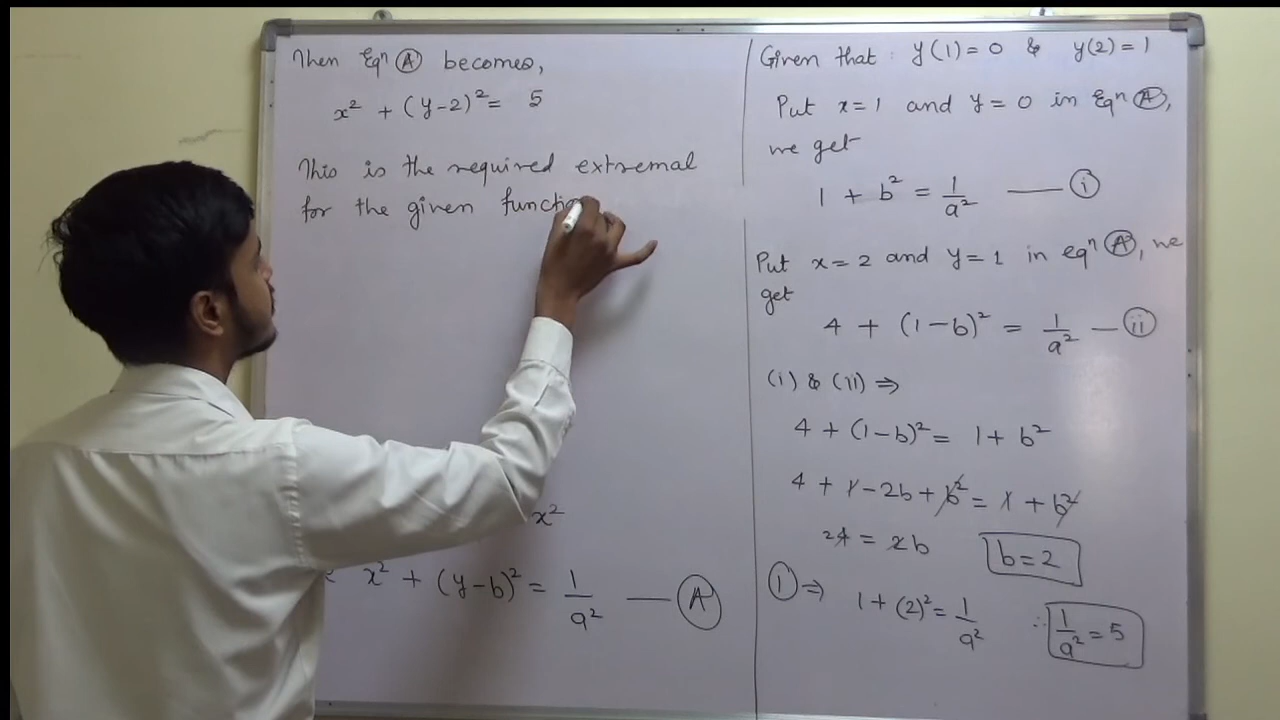 Then Eqn Ⓐ becomes,
x² + (y-2)² = 5
This is the required extremal
for the given functio
x²
x² + (y-b)² = 1/a² — Ⓐ
Given that : y(1) = 0 & y(2) = 1
Put x=1 and y=0 in Eqn Ⓐ,
we get
1 + b² = 1/a² — ⓘ
Put x=2 and y=1 in eqn Ⓐ, we
get
4 + (1-b)² = 1/a² — ⓘⓘ
(i) & (ii) ⇒
4 + (1-b)² = 1 + b²
4 + 1 - 2b + b² = 1 + b²
24 = 2b b=2
① ⇒ 1 + (2)² = 1/a² ∴ 1/a² = 5